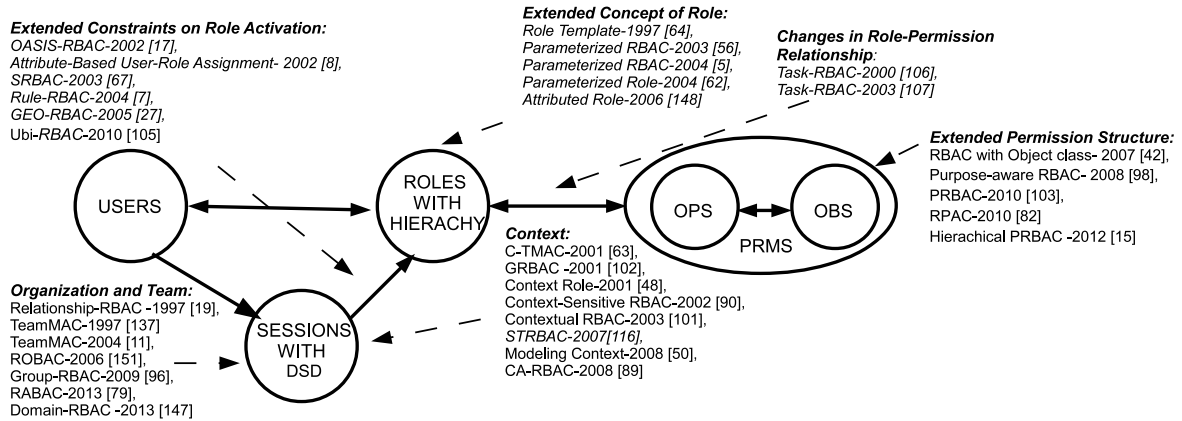 Extended Constraints on Role Activation:
OASIS-RBAC-2002 [17],
Attribute-Based User-Role Assignment- 2002 [8],
SRBAC-2003 [67],
Rule-RBAC-2004 [7],
GEO-RBAC-2005 [27],
Ubi-RBAC-2010 [105]
Extended Concept of Role:
Role Template-1997 [64],
Parameterized RBAC-2003 [56],
Parameterized RBAC-2004 [5],
Parameterized Role-2004 [62],
Attributed Role-2006 [148]
Changes in Role-Permission
Relationship:
Task-RBAC-2000 [106],
Task-RBAC-2003 [107]
Extended Permission Structure:
RBAC with Object class- 2007 [42],
Purpose-aware RBAC- 2008 [98],
PRBAC-2010 [103],
RPAC-2010 [82]
Hierachical PRBAC -2012 [15]
USERS
ROLES
WITH
HIERACHY
OPS
OBS
PRMS
Organization and Team:
Relationship-RBAC -1997 [19],
TeamMAC-1997 [137]
TeamMAC-2004 [11],
ROBAC-2006 [151],
Group-RBAC-2009 [96],
RABAC-2013 [79],
Domain-RBAC -2013 [147]
SESSIONS
WITH
DSD
Context:
C-TMAC-2001 [63],
GRBAC -2001 [102],
Context Role-2001 [48],
Context-Sensitive RBAC-2002 [90],
Contextual RBAC-2003 [101],
STRBAC-2007[116],
Modeling Context-2008 [50],
CA-RBAC-2008 [89]